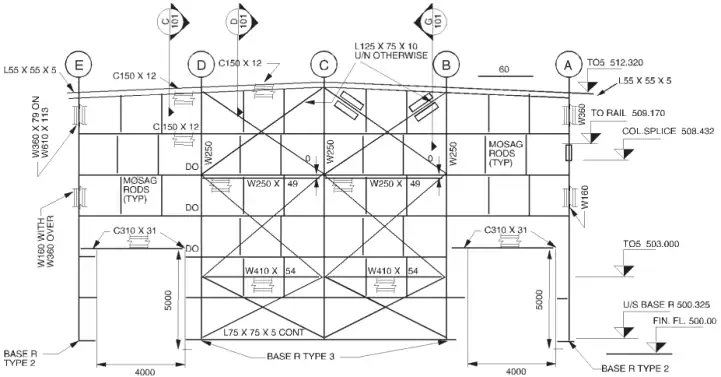 C
101
D
101
G
101
E
D
C
B
A
L125 X 75 X 10
U/N OTHERWISE
C150 X 12
60
TO5 512.320
L55 X 55 X 5
C150 X 12
L55 X 55 X 5
W360 X 79 ON
W610 X 113
TO RAIL 509.170
W360
C 150 X 12
COL.SPLICE 508.432
W250
0
0
W250
MOSAG
RODS
(TYP)
DO
MOSAG
RODS
(TYP)
W250 X 49
W250 X 49
W160
DO
W160 WITH
W360 OVER
C310 X 31
C310 X 31
DO
TO5 503.000
W410 X 54
W410 X 54
5000
5000
U/S BASE R 500.325
L75 X 75 X 5 CONT
FIN. FL. 500.00
BASE R
TYPE 2
BASE R TYPE 3
4000
4000
BASE R TYPE 2